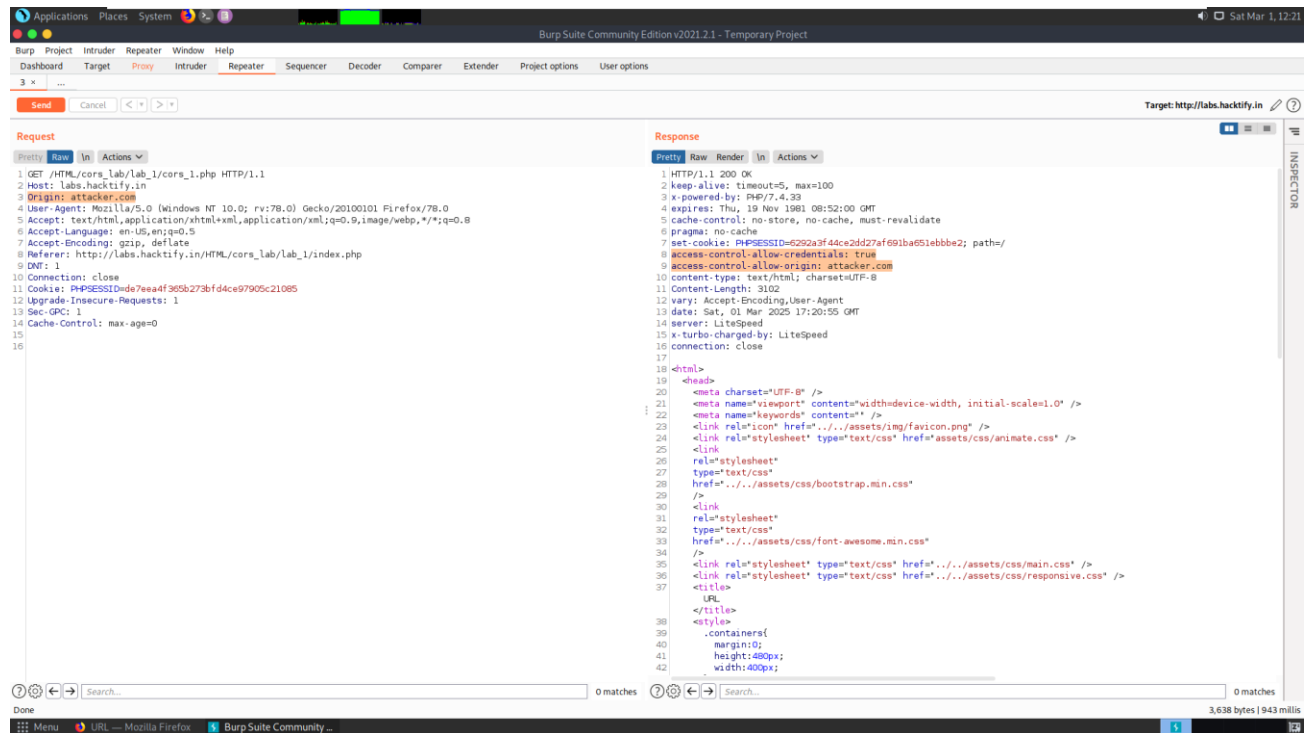 Applications Places System Sat Mar 1, 12:21
Burp Suite Community Edition v2021.2.1 - Temporary Project
Burp Project Intruder Repeater Window Help
Dashboard Target Proxy Intruder Repeater Sequencer Decoder Comparer Extender Project options User options
3 × ...
Send Cancel < > Target: http://labs.hacktify.in
Request
Pretty Raw \n Actions
1 GET /HTML/cors_lab/lab_1/cors_1.php HTTP/1.1
2 Host: labs.hacktify.in
3 Origin: attacker.com
4 User-Agent: Mozilla/5.0 (Windows NT 10.0; rv:78.0) Gecko/20100101 Firefox/78.0
5 Accept: text/html,application/xhtml+xml,application/xml;q=0.9,image/webp,*/*;q=0.8
6 Accept-Language: en-US,en;q=0.5
7 Accept-Encoding: gzip, deflate
8 Referer: http://labs.hacktify.in/HTML/cors_lab/lab_1/index.php
9 DNT: 1
10 Connection: close
11 Cookie: PHPSESSID=de7eea4f365b273bfd4ce97905c21085
12 Upgrade-Insecure-Requests: 1
13 Sec-GPC: 1
14 Cache-Control: max-age=0
15
16
Search... 0 matches
Response
Pretty Raw Render \n Actions
1 HTTP/1.1 200 OK
2 keep-alive: timeout=5, max=100
3 x-powered-by: PHP/7.4.33
4 expires: Thu, 19 Nov 1981 08:52:00 GMT
5 cache-control: no-store, no-cache, must-revalidate
6 pragma: no-cache
7 set-cookie: PHPSESSID=6292a3f44ce2dd27af691ba651ebbbe2; path=/
8 access-control-allow-credentials: true
9 access-control-allow-origin: attacker.com
10 content-type: text/html; charset=UTF-8
11 Content-Length: 3102
12 vary: Accept-Encoding,User-Agent
13 date: Sat, 01 Mar 2025 17:20:55 GMT
14 server: LiteSpeed
15 x-turbo-charged-by: LiteSpeed
16 connection: close
17
18 <html>
19 <head>
20 <meta charset="UTF-8" />
21 <meta name="viewport" content="width=device-width, initial-scale=1.0" />
22 <meta name="keywords" content="" />
23 <link rel="icon" href="../../assets/img/favicon.png" />
24 <link rel="stylesheet" type="text/css" href="assets/css/animate.css" />
25 <link
26 rel="stylesheet"
27 type="text/css"
28 href="../../assets/css/bootstrap.min.css"
29 />
30 <link
31 rel="stylesheet"
32 type="text/css"
33 href="../../assets/css/font-awesome.min.css"
34 />
35 <link rel="stylesheet" type="text/css" href="../../assets/css/main.css" />
36 <link rel="stylesheet" type="text/css" href="../../assets/css/responsive.css" />
37 <title>
URL
</title>
38 <style>
39 .containers{
40 margin:0;
41 height:480px;
42 width:400px;
Search... 0 matches
INSPECTOR
Done 3,638 bytes | 943 millis
Menu URL — Mozilla Firefox Burp Suite Community ...